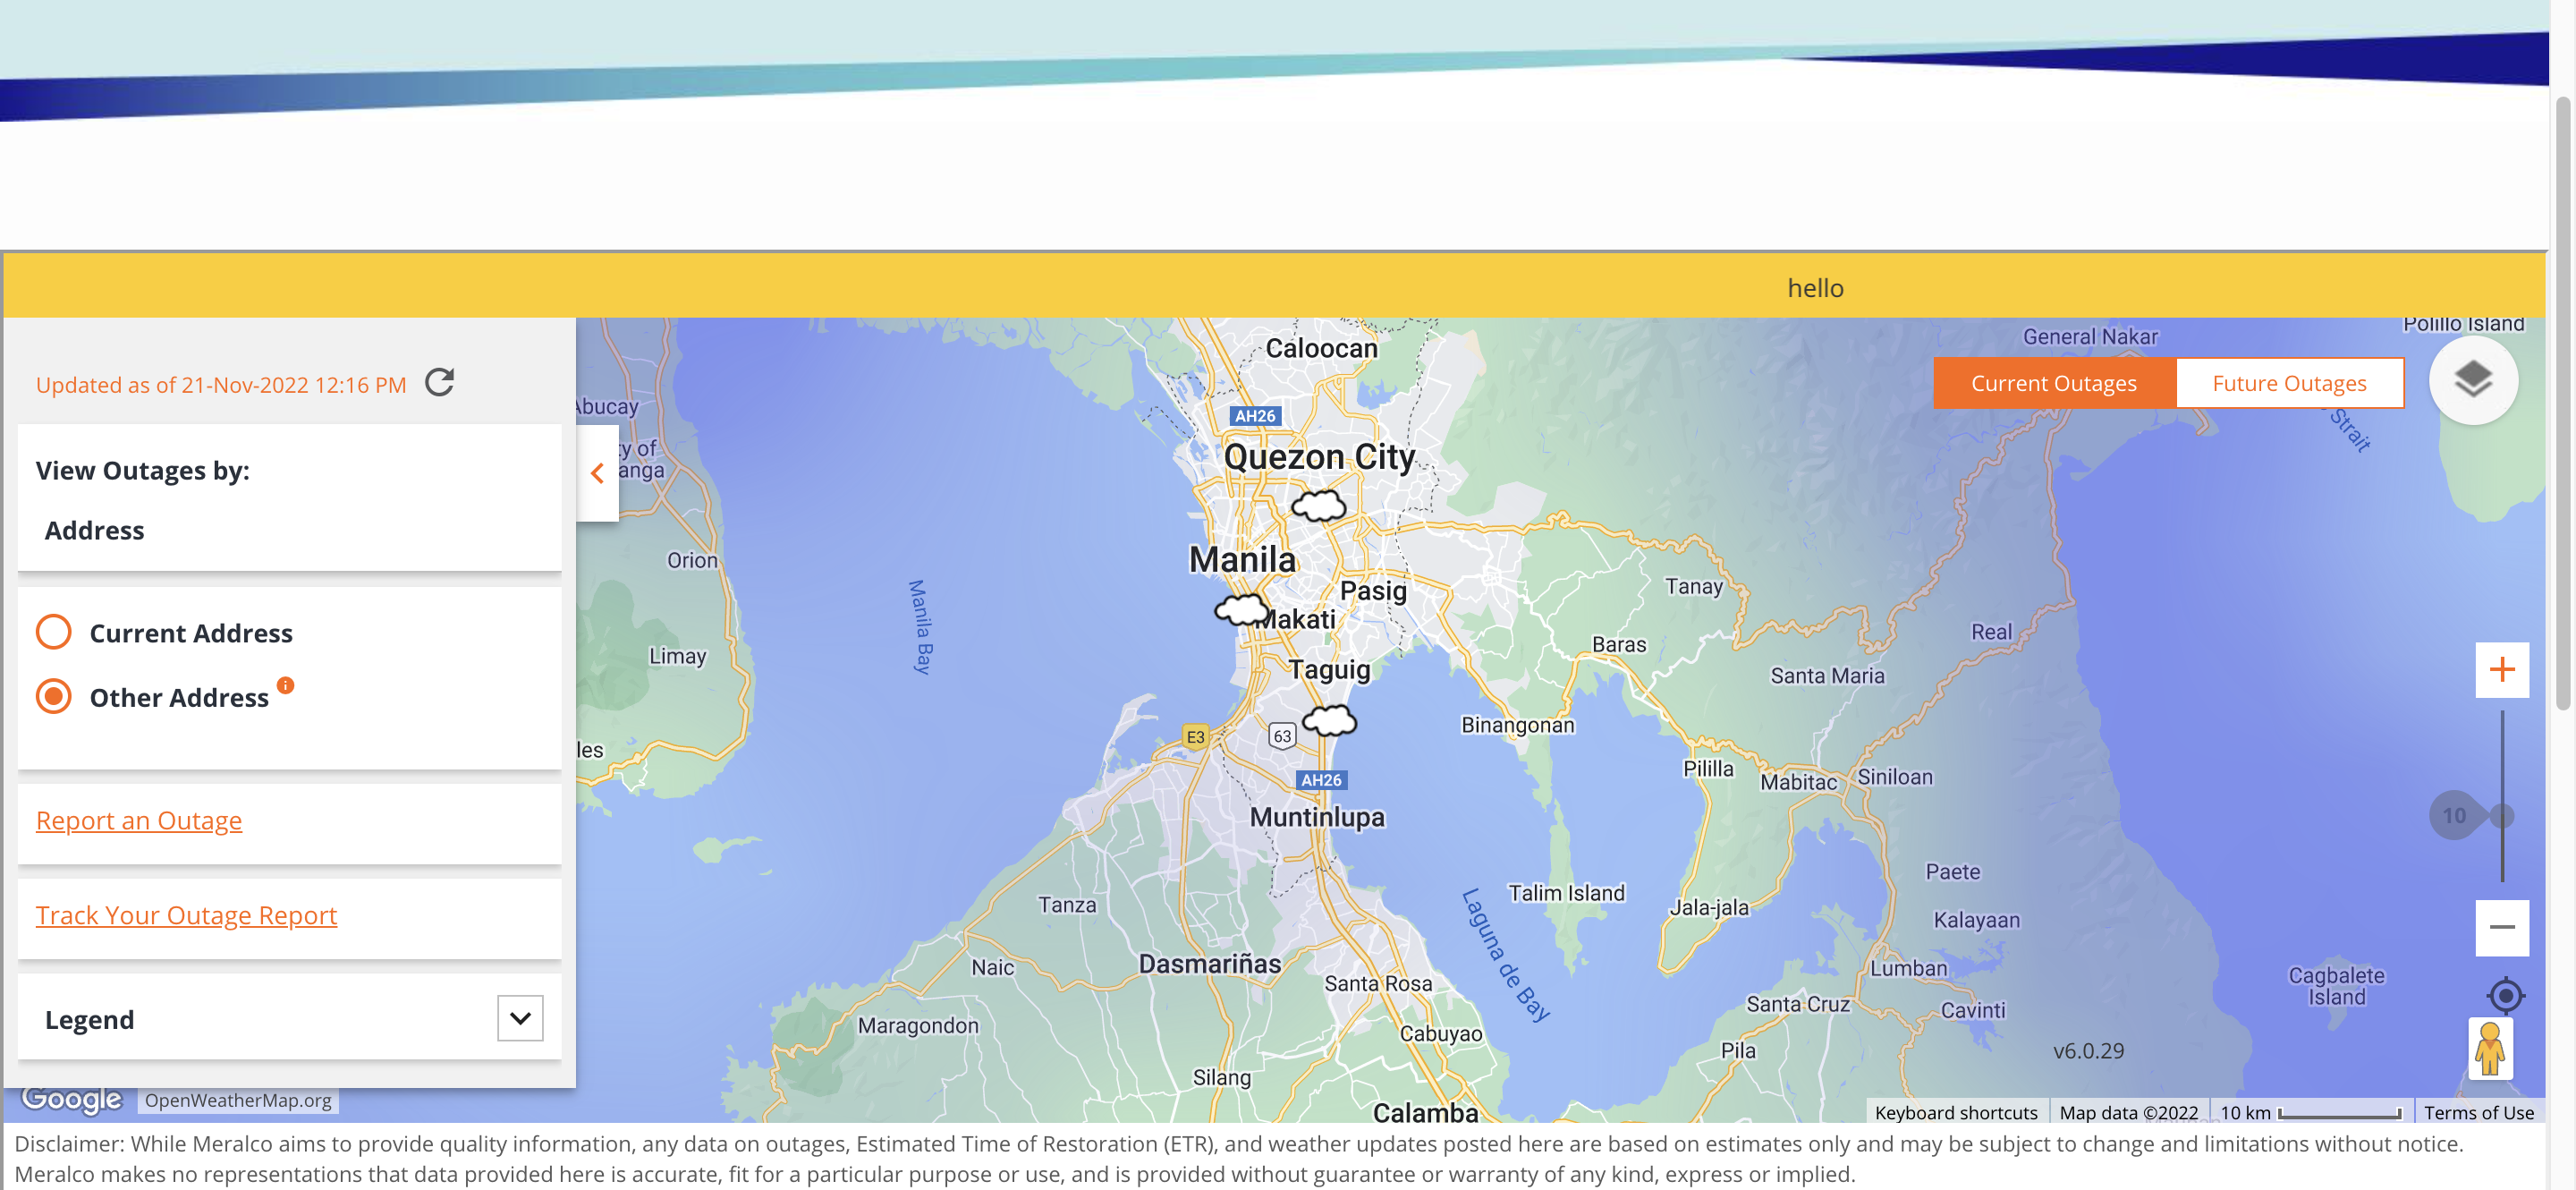 hello
Updated as of 21-Nov-2022 12:16 PM
View Outages by:
Address
Current Address
Other Address
Report an Outage
Track Your Outage Report
Legend
Current Outages
Future Outages
Polillo Island
General Nakar
Strait
Caloocan
Abucay
AH26
ty of
anga
Quezon City
Orion
Manila
Manila Bay
Pasig
Tanay
Makati
Real
Baras
Limay
Taguig
Santa Maria
Binangonan
E3
63
les
Pililla
Mabitac
Siniloan
AH26
Muntinlupa
10
Paete
Talim Island
Tanza
Jala-jala
Kalayaan
Laguna de Bay
Naic
Dasmariñas
Santa Rosa
Lumban
Cagbalete
Island
Santa Cruz
Cavinti
Maragondon
Cabuyao
Pila
v6.0.29
Silang
Calamba
Google
OpenWeatherMap.org
Keyboard shortcuts
Map data ©2022
10 km
Terms of Use
Disclaimer: While Meralco aims to provide quality information, any data on outages, Estimated Time of Restoration (ETR), and weather updates posted here are based on estimates only and may be subject to change and limitations without notice.
Meralco makes no representations that data provided here is accurate, fit for a particular purpose or use, and is provided without guarantee or warranty of any kind, express or implied.